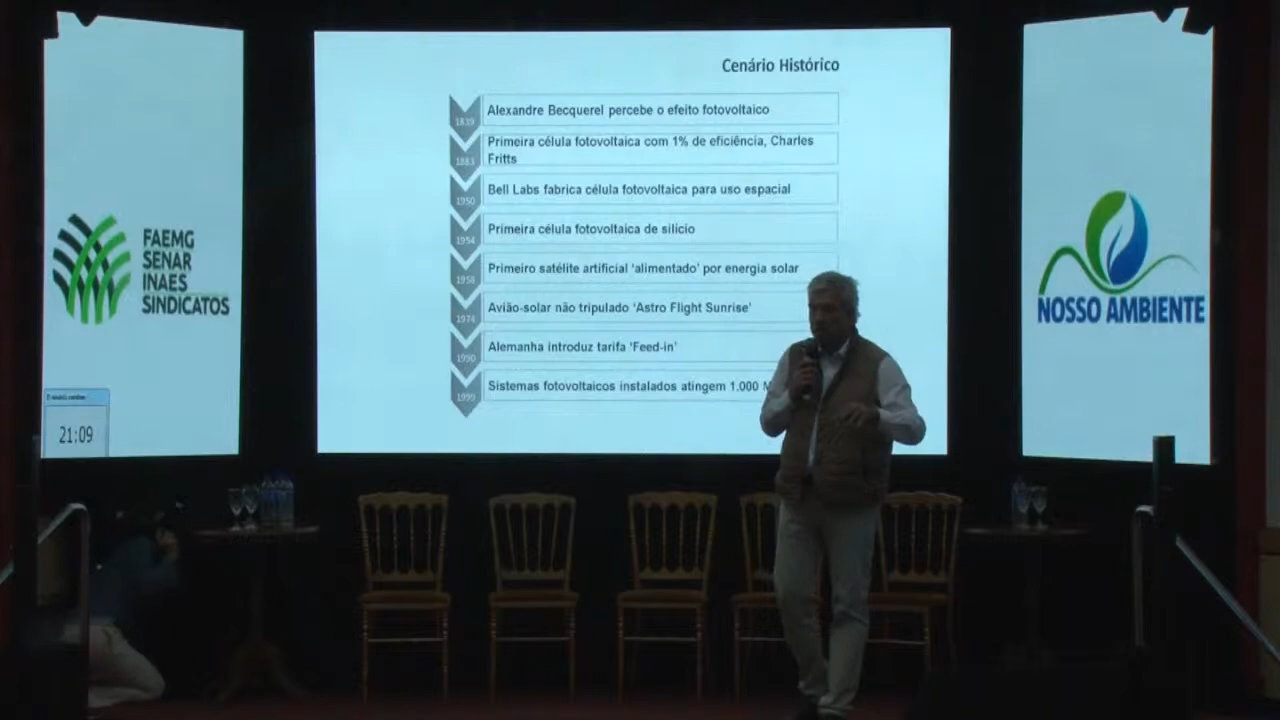 Cenário Histórico
1839
Alexandre Becquerel percebe o efeito fotovoltaico
1883
Primeira célula fotovoltaica com 1% de eficiência, Charles
Fritts
1950
Bell Labs fabrica célula fotovoltaica para uso espacial
1954
Primeira célula fotovoltaica de silício
1958
Primeiro satélite artificial ‘alimentado’ por energia solar
1974
Avião-solar não tripulado ‘Astro Flight Sunrise’
1990
Alemanha introduz tarifa ‘Feed-in’
1999
Sistemas fotovoltaicos instalados atingem 1.000
FAEMG
SENAR
INAES
SINDICATOS
21:09
NOSSO AMBIENTE